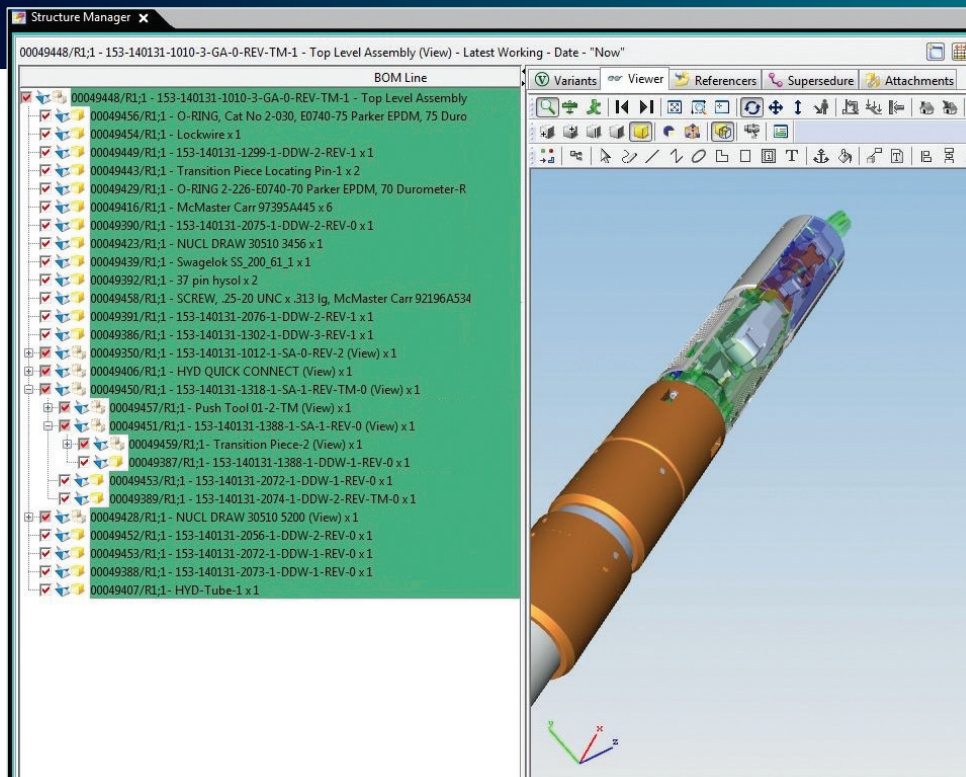 Structure Manager
00049448/R1;1 - 153-140131-1010-3-GA-0-REV-TM-1 - Top Level Assembly (View) - Latest Working - Date - "Now"
BOM Line
Variants Viewer Referencers Supersedure Attachments
00049448/R1;1 - 153-140131-1010-3-GA-0-REV-TM-1 - Top Level Assembly
00049456/R1;1 - O-RING, Cat No 2-030, E0740-75 Parker EPDM, 75 Duro
00049454/R1;1 - Lockwire x 1
00049449/R1;1 - 153-140131-1299-1-DDW-2-REV-1 x 1
00049443/R1;1 - Transition Piece Locating Pin-1 x 2
00049429/R1;1 - O-RING 2-226-E0740-70 Parker EPDM, 70 Durometer-R
00049416/R1;1 - McMaster Carr 97395A445 x 6
00049390/R1;1 - 153-140131-2075-1-DDW-2-REV-0 x 1
00049423/R1;1 - NUCL DRAW 30510 3456 x 1
00049439/R1;1 - Swagelok SS_200_61_1 x 1
00049392/R1;1 - 37 pin hysol x 2
00049458/R1;1 - SCREW, .25-20 UNC x .313 lg, McMaster Carr 92196A534
00049391/R1;1 - 153-140131-2076-1-DDW-2-REV-1 x 1
00049386/R1;1 - 153-140131-1302-1-DDW-3-REV-1 x 1
00049350/R1;1 - 153-140131-1012-1-SA-0-REV-2 (View) x 1
00049406/R1;1 - HYD QUICK CONNECT (View) x 1
00049450/R1;1 - 153-140131-1318-1-SA-1-REV-TM-0 (View) x 1
00049457/R1;1 - Push Tool 01-2-TM (View) x 1
00049451/R1;1 - 153-140131-1388-1-SA-1-REV-0 (View) x 1
00049459/R1;1- Transition Piece-2 (View) x 1
00049387/R1;1- 153-140131-1388-1-DDW-1-REV-0 x 1
00049453/R1;1 - 153-140131-2072-1-DDW-1-REV-0 x 1
00049389/R1;1 - 153-140131-2074-1-DDW-2-REV-TM-0 x 1
00049428/R1;1 - NUCL DRAW 30510 5200 (View) x 1
00049452/R1;1 - 153-140131-2056-1-DDW-2-REV-0 x 1
00049453/R1;1 - 153-140131-2072-1-DDW-1-REV-0 x 1
00049388/R1;1 - 153-140131-2073-1-DDW-1-REV-0 x 1
00049407/R1;1- HYD-Tube-1 x 1
y
x
z